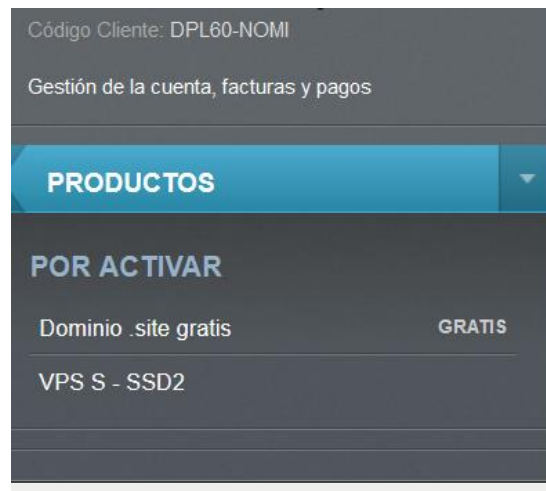 Código Cliente: DPL60-NOMI
Gestión de la cuenta, facturas y pagos
PRODUCTOS
POR ACTIVAR
Dominio .site gratis GRATIS
VPS S - SSD2